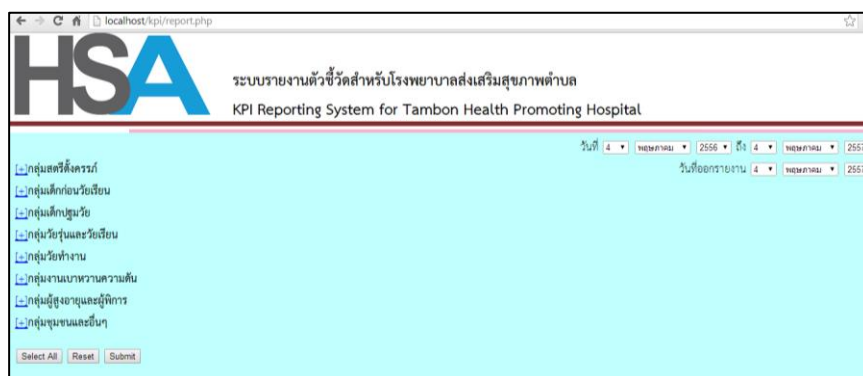 localhost/kpi/report.php
HSA
ระบบรายงานตัวชี้วัดสำหรับโรงพยาบาลส่งเสริมสุขภาพตำบล
KPI Reporting System for Tambon Health Promoting Hospital
วันที่ 4 พฤษภาคม 2556 ถึง 4 พฤษภาคม 2557
วันที่ออกรายงาน 4 พฤษภาคม 2557
[+]กลุ่มสตรีตั้งครรภ์
[+]กลุ่มเด็กก่อนวัยเรียน
[+]กลุ่มเด็กปฐมวัย
[+]กลุ่มวัยรุ่นและวัยเรียน
[+]กลุ่มวัยทำงาน
[+]กลุ่มงานเบาหวานความดัน
[+]กลุ่มผู้สูงอายุและผู้พิการ
[+]กลุ่มชุมชนและอื่นๆ
Select All Reset Submit